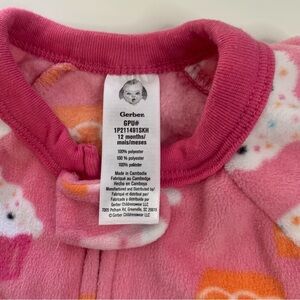 Gerber
GPU#
1P211491SKH
12 months/
mois/meses
100% polyester
100 % polyester
100% poliéster
Made in Cambodia
Fabriqué au Cambodge
Hecho en Camboya
Manufactured and Distributed by
Fabriqué et distribué par
Fabricado y distribuido por
Gerber Childrenswear LLC
7005 Pelham Rd, Greenville, SC 29615
© Gerber Childrenswear LLC